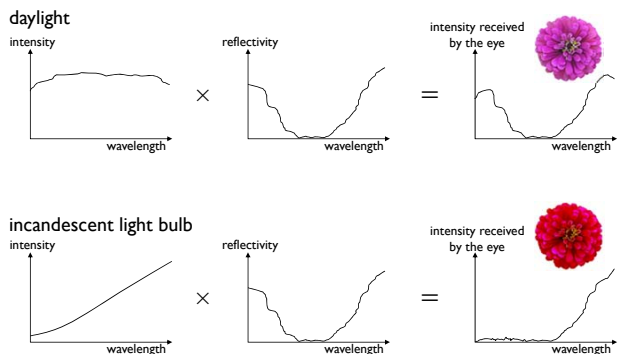 daylight
intensity
wavelength
×
reflectivity
wavelength
=
intensity received
by the eye
wavelength
incandescent light bulb
intensity
wavelength
×
reflectivity
wavelength
=
intensity received
by the eye
wavelength